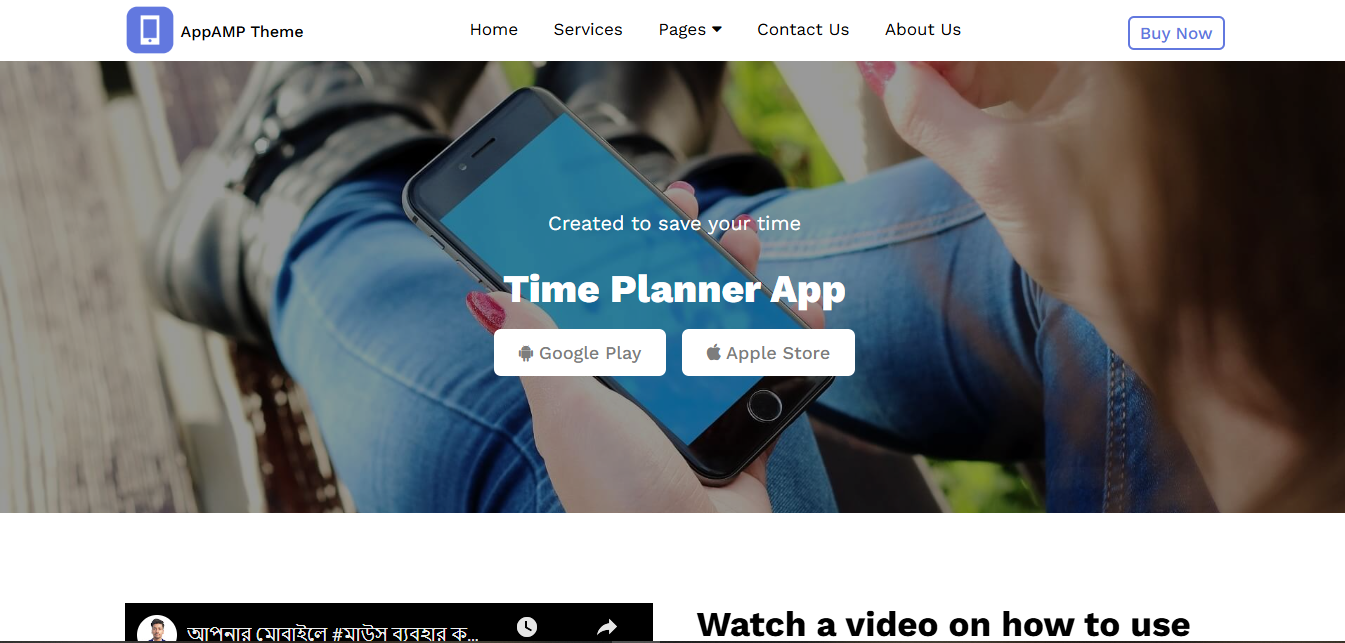 AppAMP Theme
Home Services Pages Contact Us About Us
Buy Now
Created to save your time
Time Planner App
Google Play Apple Store
আপনার মোবাইলে #মাউস ব্যবহার ক...
Watch a video on how to use